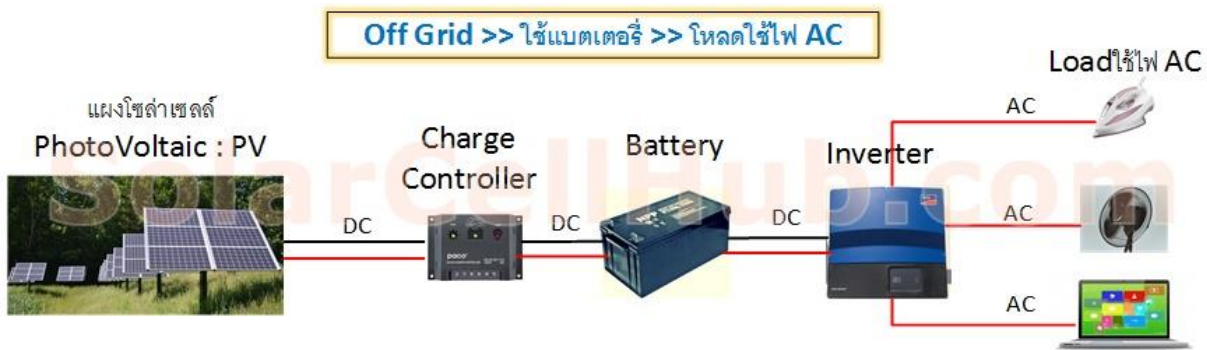 Off Grid >> ใช้แบตเตอรี่ >> โหลดใช้ไฟ AC
Loadใช้ไฟ AC
แผงโซล่าเซลล์
PhotoVoltaic : PV
Charge
Controller
Battery
Inverter
DC
DC
DC
AC
AC
AC
SolarCellHub.com
paco
NPP